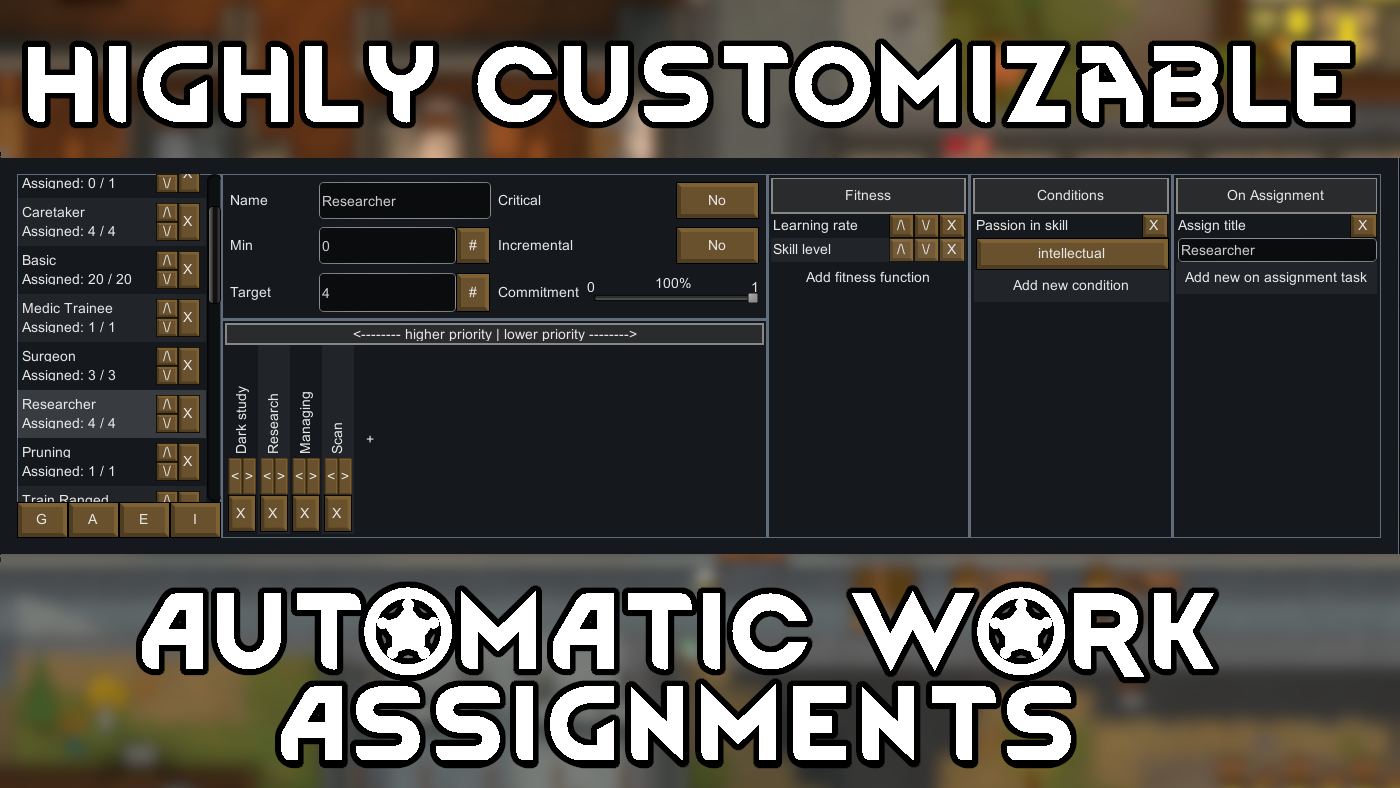 HIGHLY CUSTOMIZABLE
Assigned: 0 / 1
\/
X
Caretaker
Assigned: 4 / 4
/\
\/
X
Basic
Assigned: 20 / 20
/\
\/
X
Medic Trainee
Assigned: 1 / 1
/\
\/
X
Surgeon
Assigned: 3 / 3
/\
\/
X
Researcher
Assigned: 4 / 4
/\
\/
X
Pruning
Assigned: 1 / 1
/\
\/
X
Train Ranged
/\
G A E I
Name Researcher Critical No
Min 0 # Incremental No
Target 4 # Commitment 0 100% 1
<-------- higher priority | lower priority -------->
Dark study
Research
Managing
Scan
+
< > < > < > < >
X X X X
Fitness
Learning rate /\ \/ X
Skill level /\ \/ X
Add fitness function
Conditions
Passion in skill X
intellectual
Add new condition
On Assignment
Assign title X
Researcher
Add new on assignment task
AUTOMATIC WORK
ASSIGNMENTS